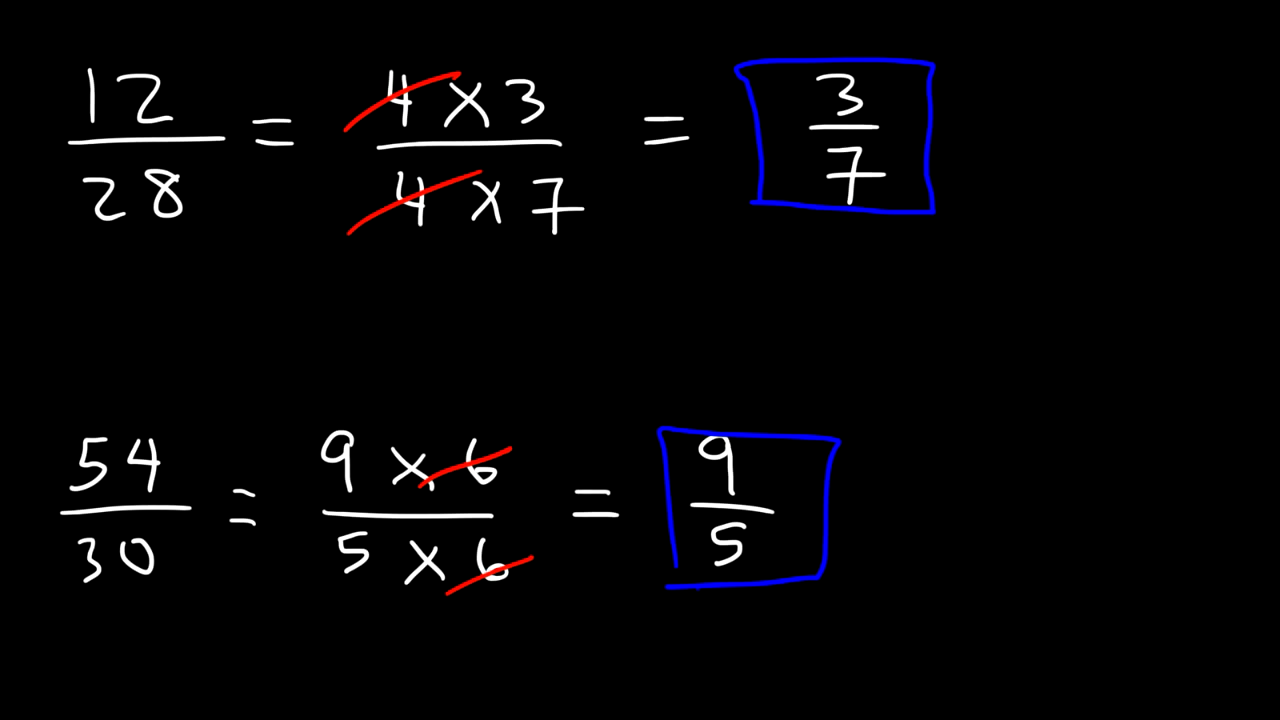 12/28 = 4 x 3 / 4 x 7 = 3/7
54/30 = 9 x 6 / 5 x 6 = 9/5